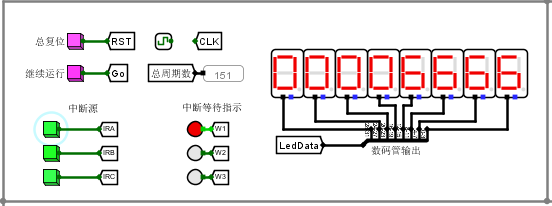 总复位 RST CLK
继续运行 Go 总周期数 151
00005555
中断源 中断等待指示
IRA W1
IRB W2
IRC W3
LedData 数码管输出